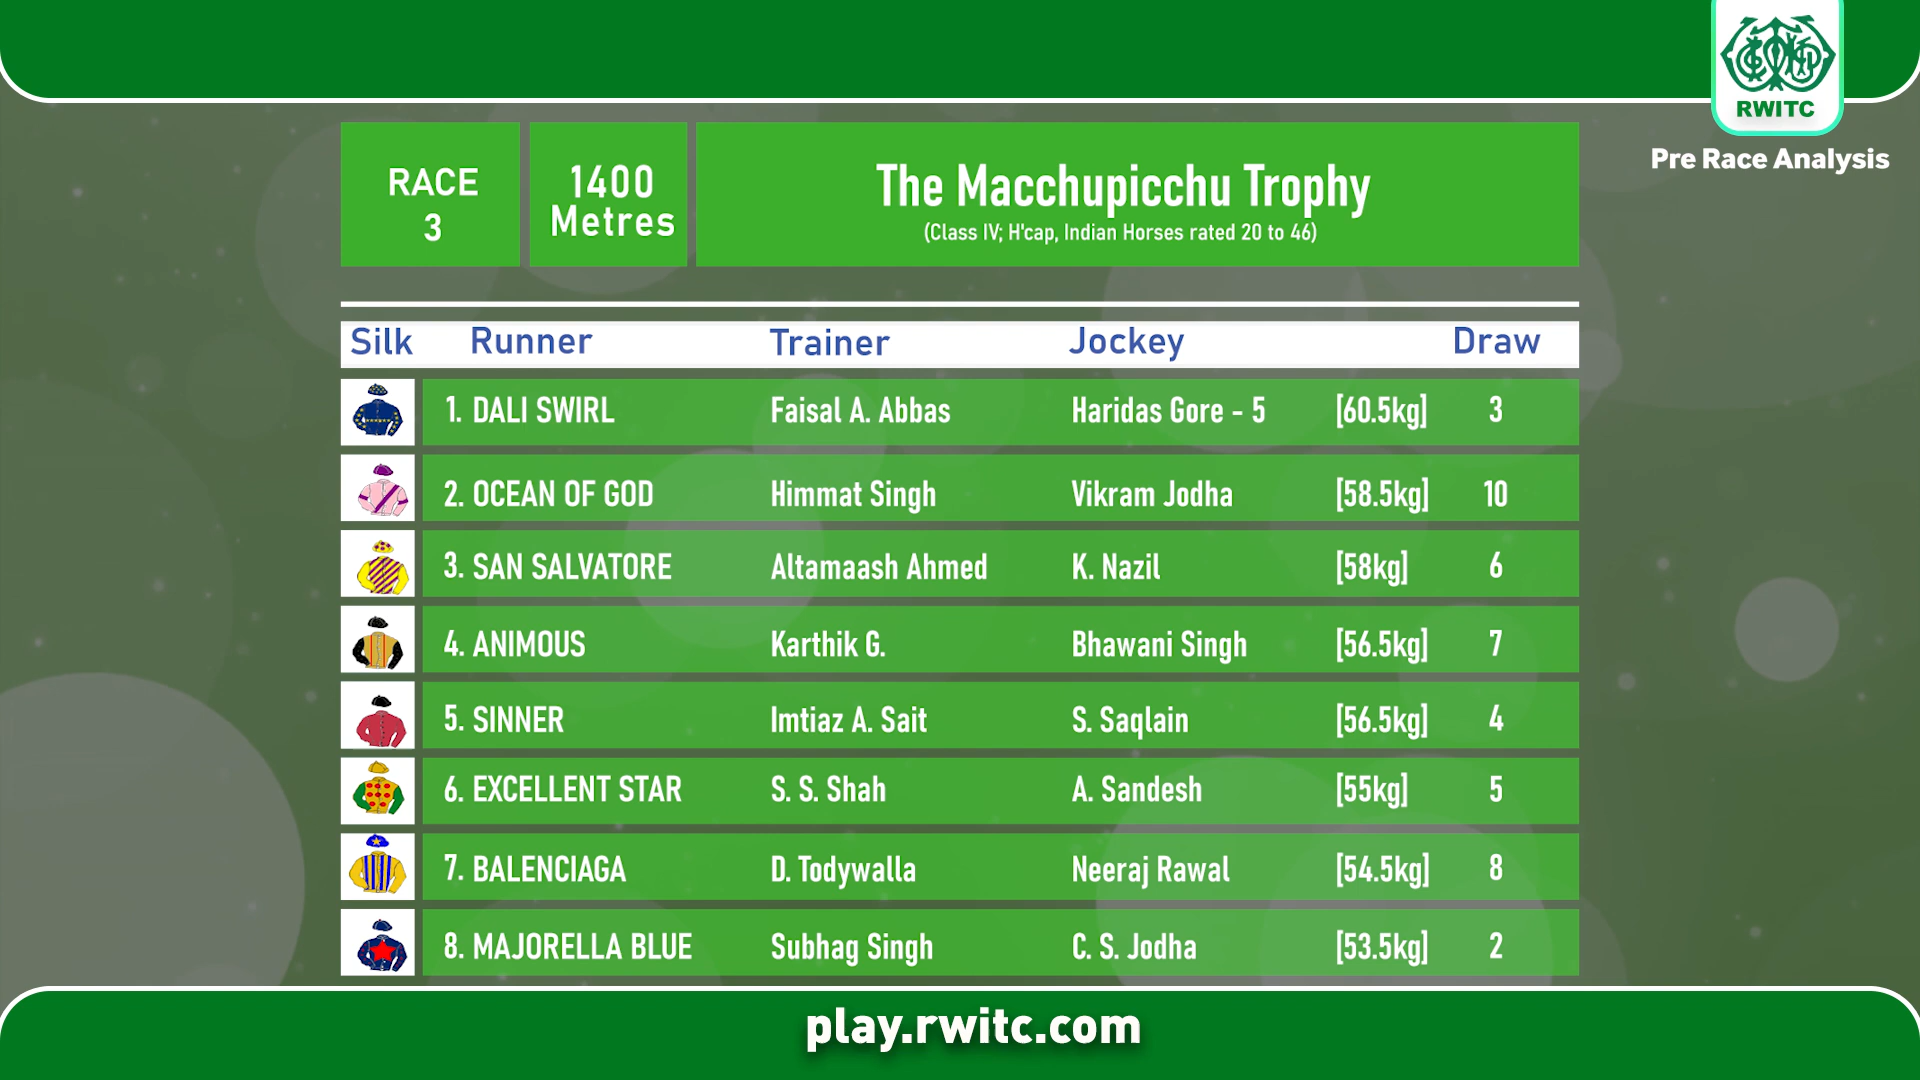 RWITC
Pre Race Analysis
RACE
3
1400
Metres
The Macchupicchu Trophy
(Class IV; H'cap, Indian Horses rated 20 to 46)
Silk Runner Trainer Jockey Draw
1. DALI SWIRL Faisal A. Abbas Haridas Gore - 5 [60.5kg] 3
2. OCEAN OF GOD Himmat Singh Vikram Jodha [58.5kg] 10
3. SAN SALVATORE Altamaash Ahmed K. Nazil [58kg] 6
4. ANIMOUS Karthik G. Bhawani Singh [56.5kg] 7
5. SINNER Imtiaz A. Sait S. Saqlain [56.5kg] 4
6. EXCELLENT STAR S. S. Shah A. Sandesh [55kg] 5
7. BALENCIAGA D. Todywalla Neeraj Rawal [54.5kg] 8
8. MAJORELLA BLUE Subhag Singh C. S. Jodha [53.5kg] 2
play.rwitc.com